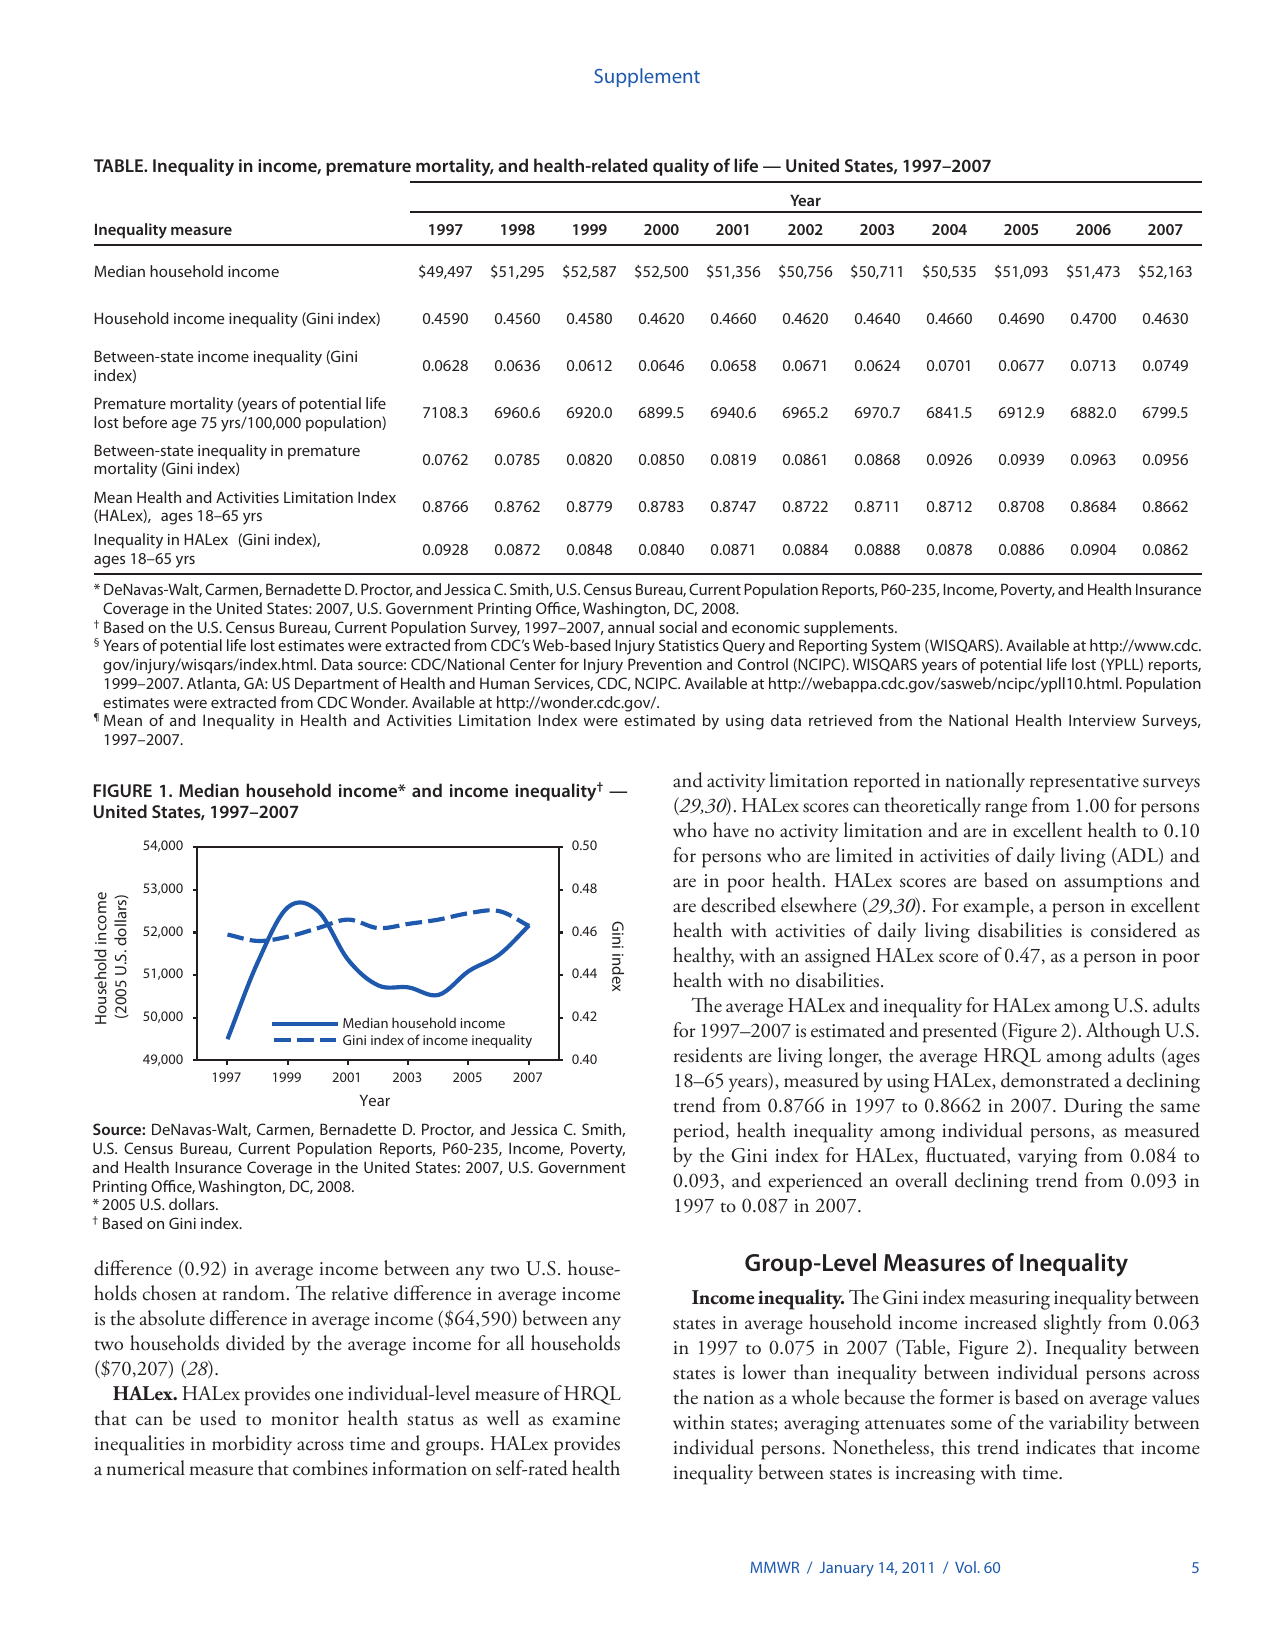 Supplement
TABLE. Inequality in income, premature mortality, and health-related quality of life — United States, 1997–2007
Year
Inequality measure 1997 1998 1999 2000 2001 2002 2003 2004 2005 2006 2007
Median household income $49,497 $51,295 $52,587 $52,500 $51,356 $50,756 $50,711 $50,535 $51,093 $51,473 $52,163
Household income inequality (Gini index) 0.4590 0.4560 0.4580 0.4620 0.4660 0.4620 0.4640 0.4660 0.4690 0.4700 0.4630
Between-state income inequality (Gini
index) 0.0628 0.0636 0.0612 0.0646 0.0658 0.0671 0.0624 0.0701 0.0677 0.0713 0.0749
Premature mortality (years of potential life
lost before age 75 yrs/100,000 population) 7108.3 6960.6 6920.0 6899.5 6940.6 6965.2 6970.7 6841.5 6912.9 6882.0 6799.5
Between-state inequality in premature
mortality (Gini index) 0.0762 0.0785 0.0820 0.0850 0.0819 0.0861 0.0868 0.0926 0.0939 0.0963 0.0956
Mean Health and Activities Limitation Index
(HALex), ages 18–65 yrs 0.8766 0.8762 0.8779 0.8783 0.8747 0.8722 0.8711 0.8712 0.8708 0.8684 0.8662
Inequality in HALex (Gini index),
ages 18–65 yrs 0.0928 0.0872 0.0848 0.0840 0.0871 0.0884 0.0888 0.0878 0.0886 0.0904 0.0862
* DeNavas-Walt, Carmen, Bernadette D. Proctor, and Jessica C. Smith, U.S. Census Bureau, Current Population Reports, P60-235, Income, Poverty, and Health Insurance
Coverage in the United States: 2007, U.S. Government Printing Office, Washington, DC, 2008.
† Based on the U.S. Census Bureau, Current Population Survey, 1997–2007, annual social and economic supplements.
§ Years of potential life lost estimates were extracted from CDC's Web-based Injury Statistics Query and Reporting System (WISQARS). Available at http://www.cdc.
gov/injury/wisqars/index.html. Data source: CDC/National Center for Injury Prevention and Control (NCIPC). WISQARS years of potential life lost (YPLL) reports,
1999–2007. Atlanta, GA: US Department of Health and Human Services, CDC, NCIPC. Available at http://webappa.cdc.gov/sasweb/ncipc/ypll10.html. Population
estimates were extracted from CDC Wonder. Available at http://wonder.cdc.gov/.
¶ Mean of and Inequality in Health and Activities Limitation Index were estimated by using data retrieved from the National Health Interview Surveys,
1997–2007.
FIGURE 1. Median household income* and income inequality† —
United States, 1997–2007
54,000
53,000
52,000
51,000
50,000
49,000
Household income
(2005 U.S. dollars)
0.50
0.48
0.46
0.44
0.42
0.40
Gini index
Median household income
Gini index of income inequality
1997 1999 2001 2003 2005 2007
Year
Source: DeNavas-Walt, Carmen, Bernadette D. Proctor, and Jessica C. Smith,
U.S. Census Bureau, Current Population Reports, P60-235, Income, Poverty,
and Health Insurance Coverage in the United States: 2007, U.S. Government
Printing Office, Washington, DC, 2008.
* 2005 U.S. dollars.
† Based on Gini index.
difference (0.92) in average income between any two U.S. house-
holds chosen at random. The relative difference in average income
is the absolute difference in average income ($64,590) between any
two households divided by the average income for all households
($70,207) (28).
HALex. HALex provides one individual-level measure of HRQL
that can be used to monitor health status as well as examine
inequalities in morbidity across time and groups. HALex provides
a numerical measure that combines information on self-rated health
and activity limitation reported in nationally representative surveys
(29,30). HALex scores can theoretically range from 1.00 for persons
who have no activity limitation and are in excellent health to 0.10
for persons who are limited in activities of daily living (ADL) and
are in poor health. HALex scores are based on assumptions and
are described elsewhere (29,30). For example, a person in excellent
health with activities of daily living disabilities is considered as
healthy, with an assigned HALex score of 0.47, as a person in poor
health with no disabilities.
The average HALex and inequality for HALex among U.S. adults
for 1997–2007 is estimated and presented (Figure 2). Although U.S.
residents are living longer, the average HRQL among adults (ages
18–65 years), measured by using HALex, demonstrated a declining
trend from 0.8766 in 1997 to 0.8662 in 2007. During the same
period, health inequality among individual persons, as measured
by the Gini index for HALex, fluctuated, varying from 0.084 to
0.093, and experienced an overall declining trend from 0.093 in
1997 to 0.087 in 2007.
Group-Level Measures of Inequality
Income inequality. The Gini index measuring inequality between
states in average household income increased slightly from 0.063
in 1997 to 0.075 in 2007 (Table, Figure 2). Inequality between
states is lower than inequality between individual persons across
the nation as a whole because the former is based on average values
within states; averaging attenuates some of the variability between
individual persons. Nonetheless, this trend indicates that income
inequality between states is increasing with time.
MMWR / January 14, 2011 / Vol. 60 5